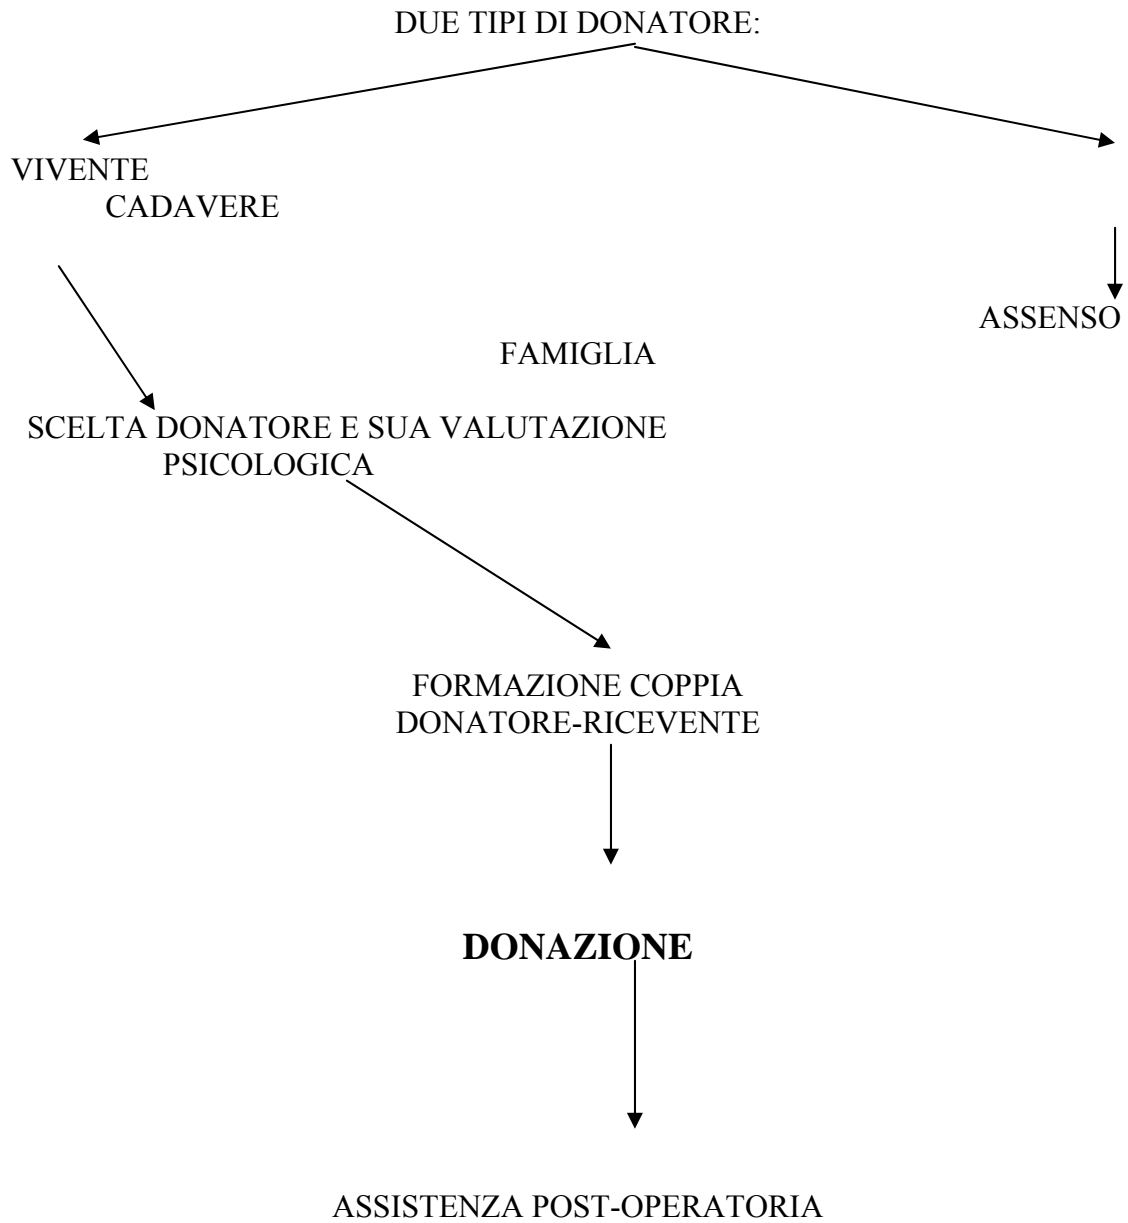 DUE TIPI DI DONATORE:
VIVENTE
CADAVERE
ASSENSO
FAMIGLIA
SCELTA DONATORE E SUA VALUTAZIONE
PSICOLOGICA
FORMAZIONE COPPIA
DONATORE-RICEVENTE
DONAZIONE
ASSISTENZA POST-OPERATORIA